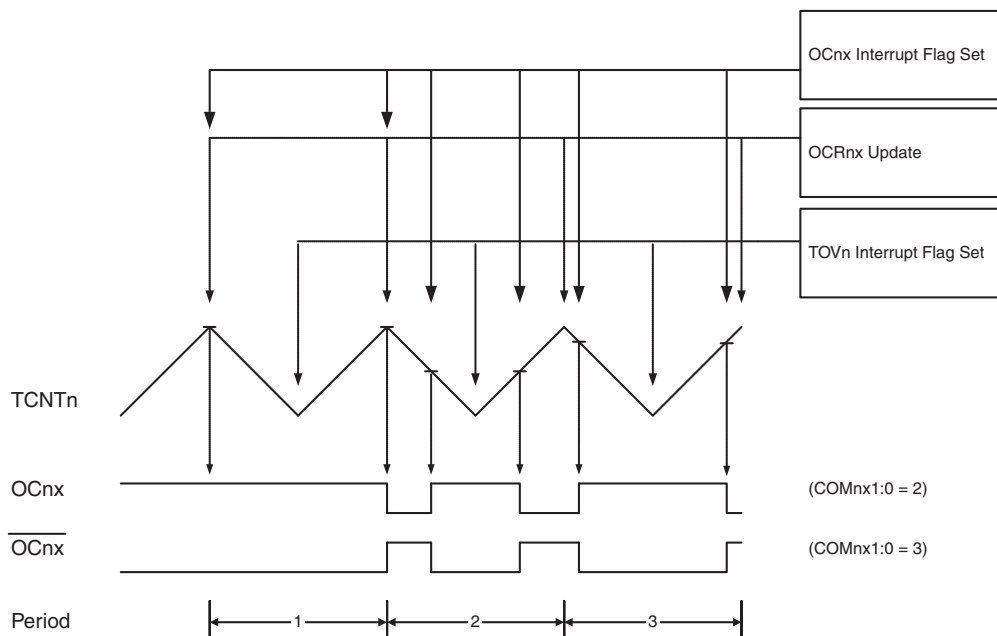 OCnx Interrupt Flag Set
OCRnx Update
TOVn Interrupt Flag Set
TCNTn
OCnx
(COMnx1:0 = 2)
OCnx
(COMnx1:0 = 3)
Period
1
2
3